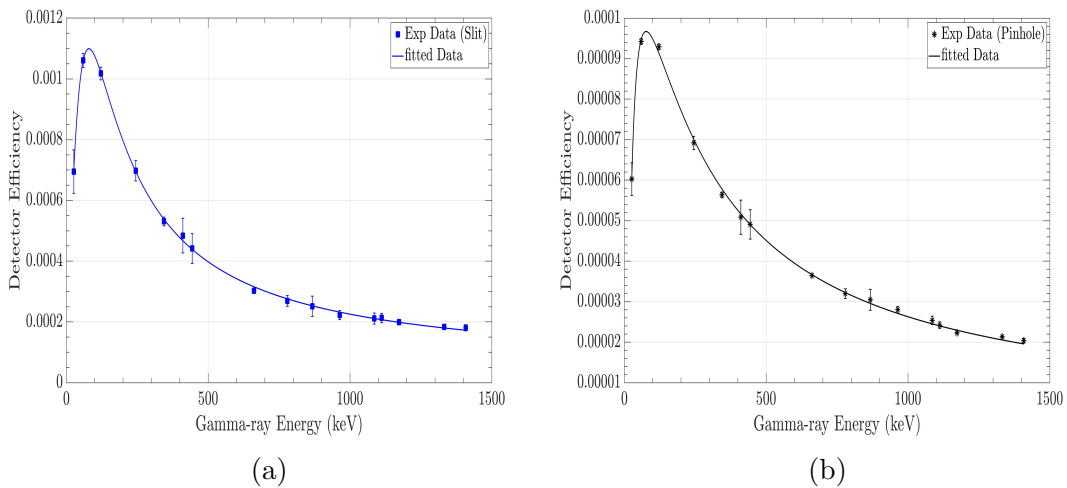 0.0012
0.001
0.0008
0.0006
0.0004
0.0002
0
0
500
1000
1500
Detector Efficiency
Gamma-ray Energy (keV)
Exp Data (Slit)
fitted Data
(a)
0.0001
0.00009
0.00008
0.00007
0.00006
0.00005
0.00004
0.00003
0.00002
0.00001
0
500
1000
1500
Detector Efficiency
Gamma-ray Energy (keV)
Exp Data (Pinhole)
fitted Data
(b)